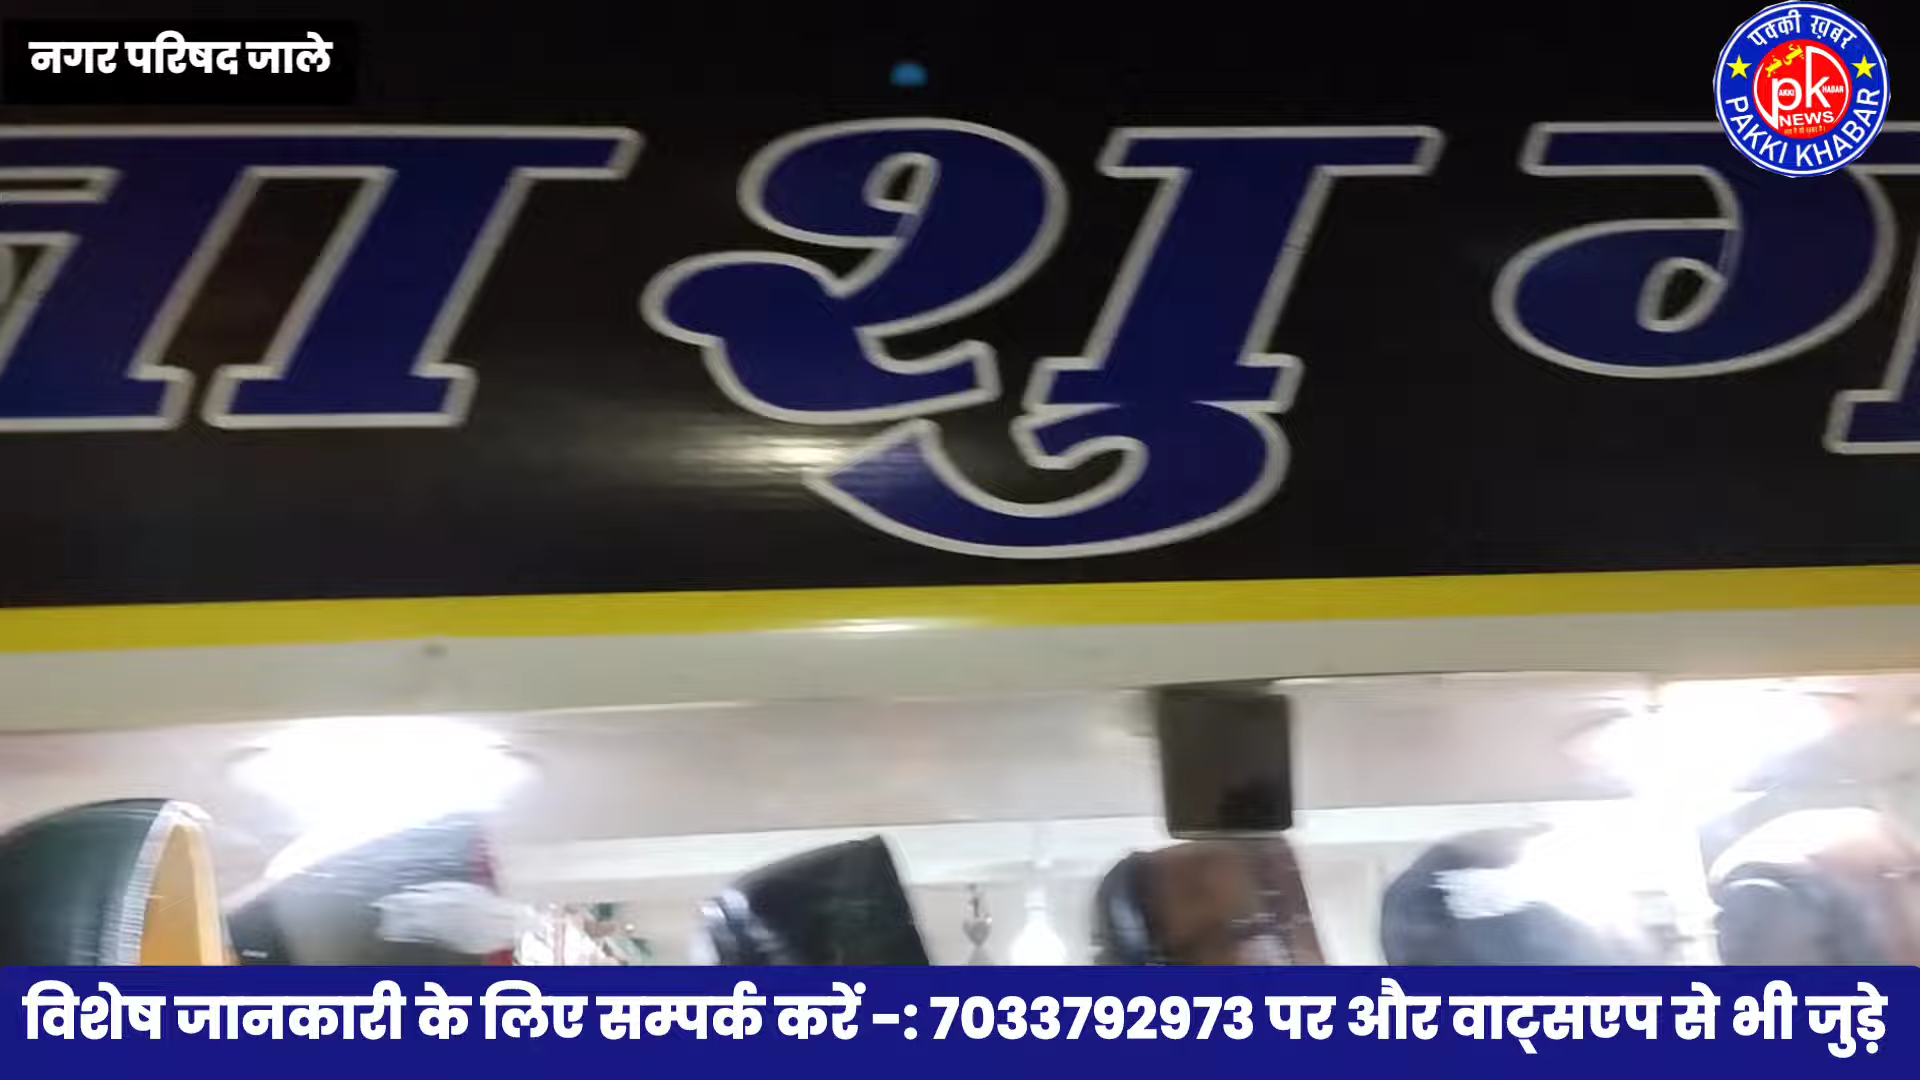 नगर परिषद जाले
पक्की ख़बर
pk
NEWS
PAKKI KHABAR
शु
विशेष जानकारी के लिए सम्पर्क करें -: 7033792973 पर और वाट्सएप से भी जुड़े